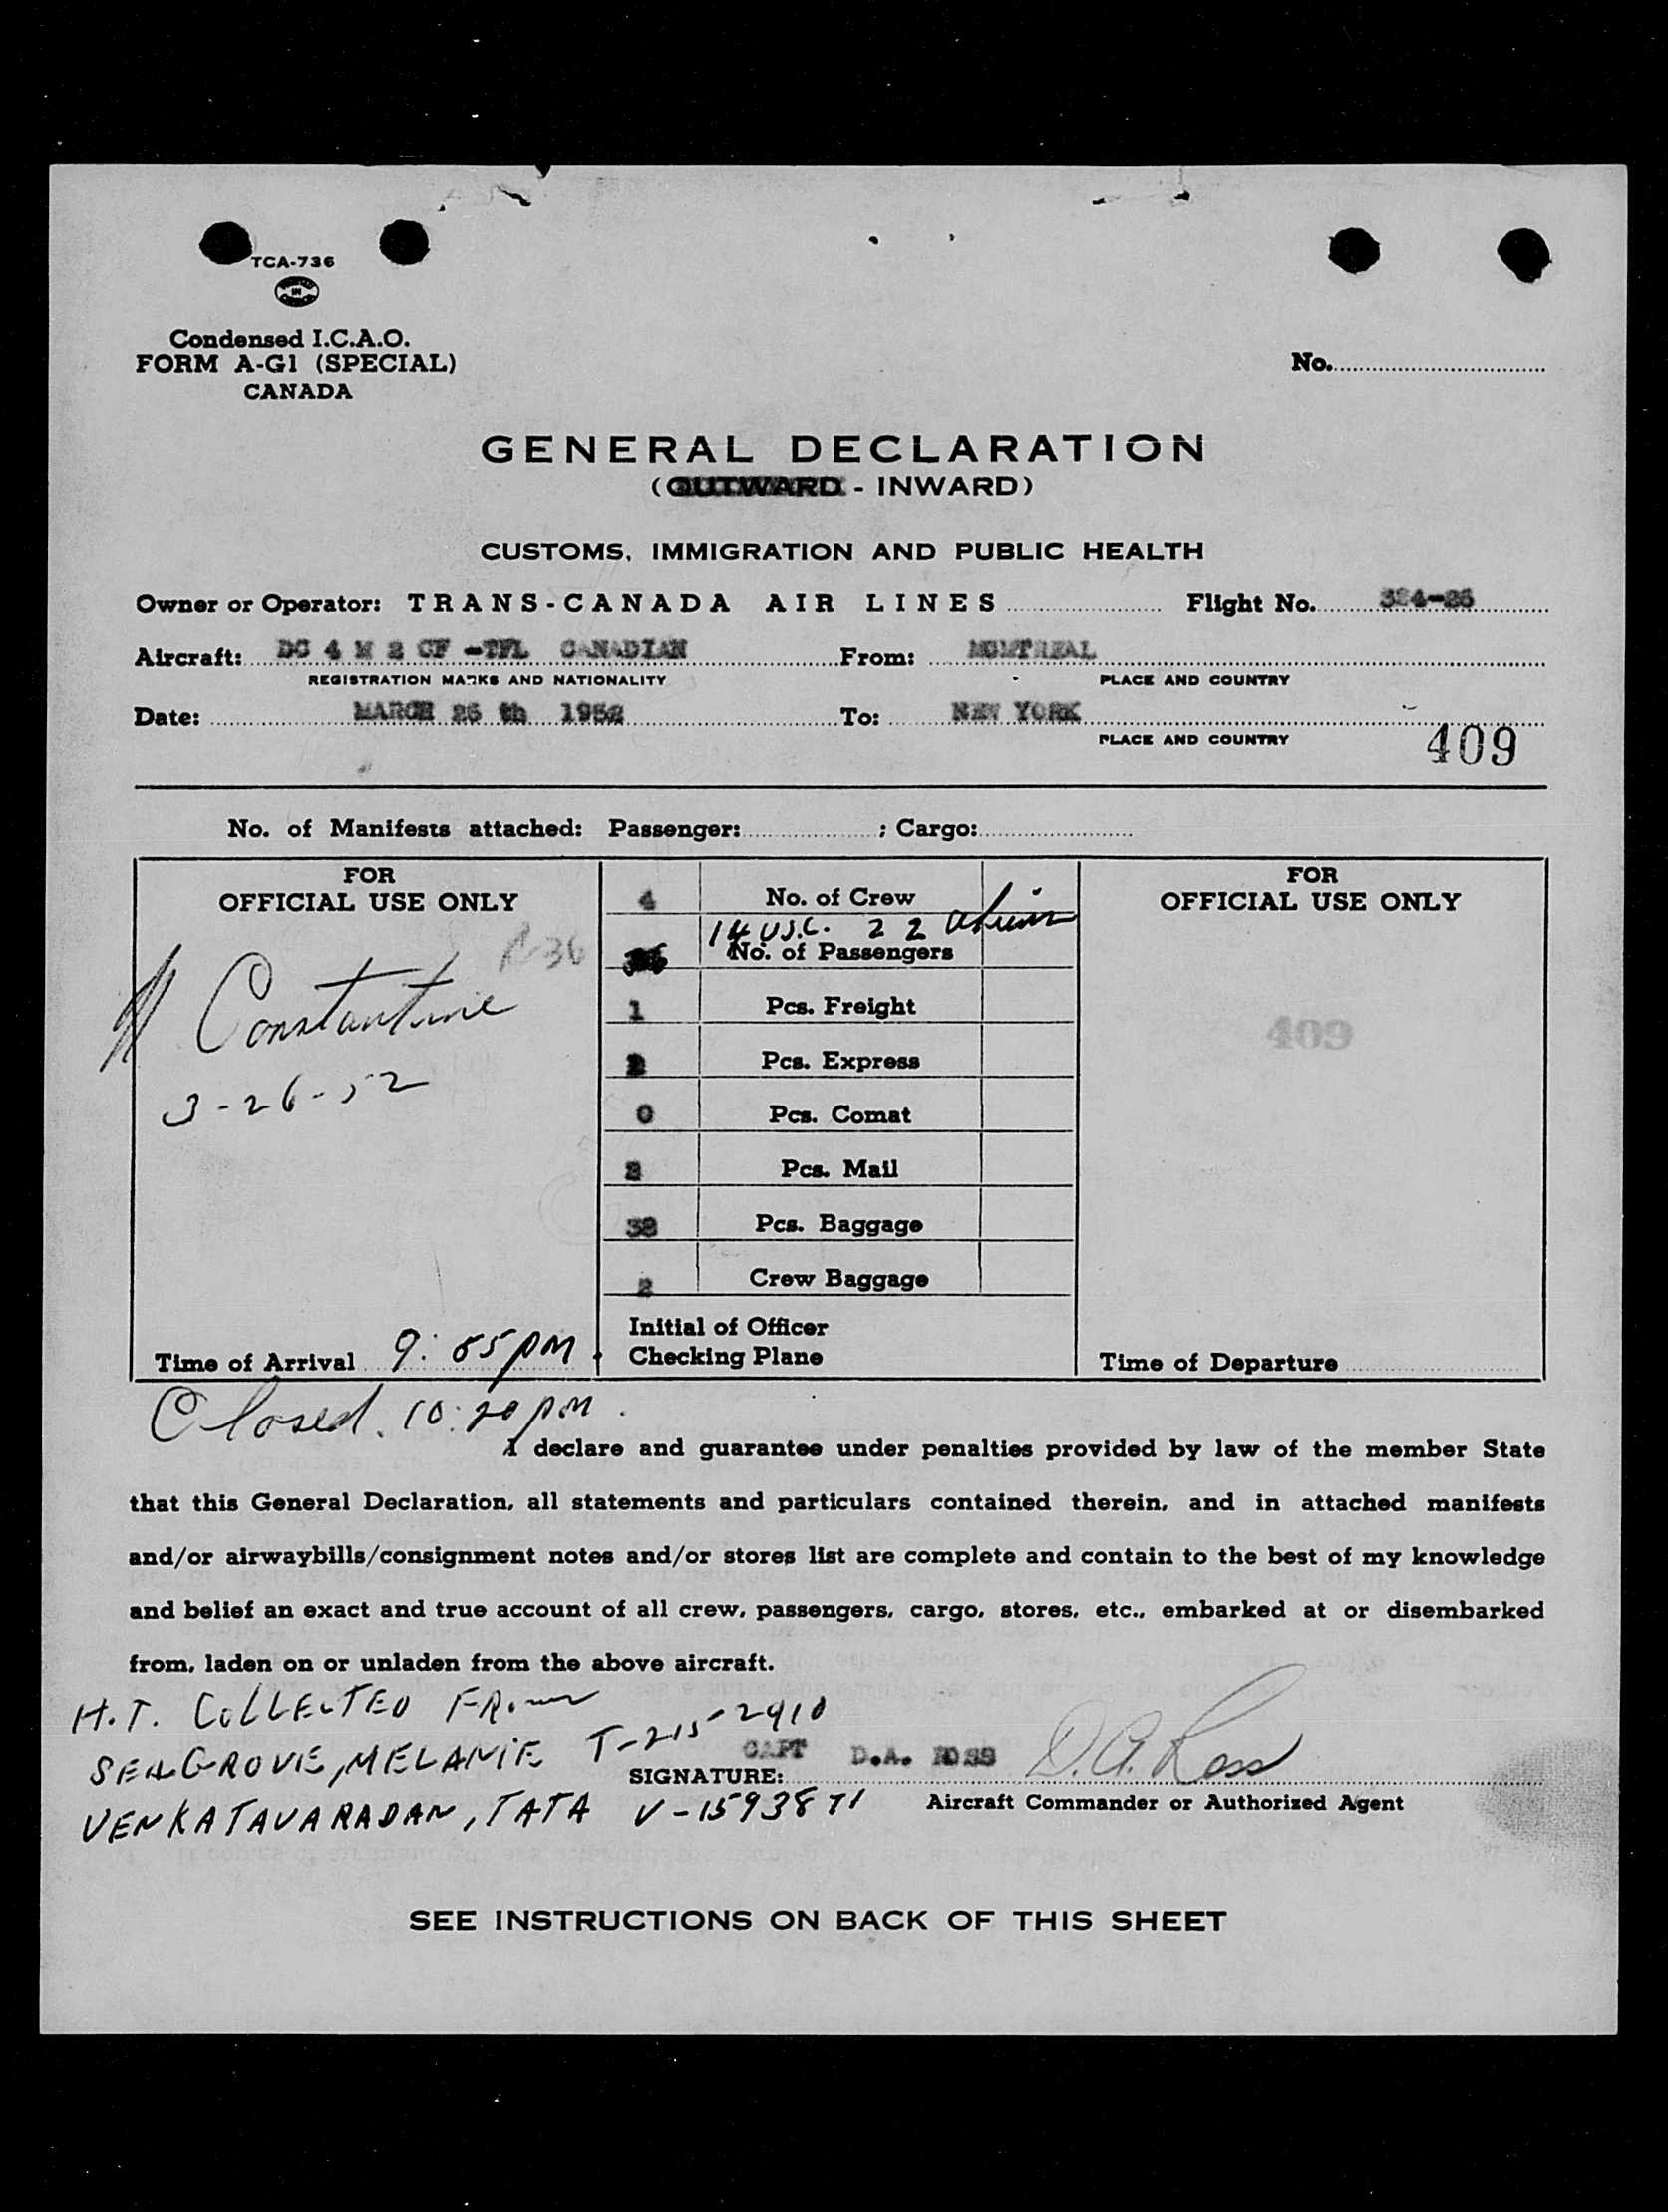 TCA-736
Condensed I.C.A.O.
FORM A-G1 (SPECIAL)
CANADA
No.
GENERAL DECLARATION
(OUTWARD - INWARD)
CUSTOMS, IMMIGRATION AND PUBLIC HEALTH
Owner or Operator: TRANS-CANADA AIR LINES Flight No.
Aircraft: DC 4 M 2 CF -TFL CANADIAN From: MONTREAL
REGISTRATION MARKS AND NATIONALITY PLACE AND COUNTRY
Date: MARCH 26 th 1952 To: NEW YORK
PLACE AND COUNTRY 409
No. of Manifests attached: Passenger: ; Cargo:
FOR OFFICIAL USE ONLY
Constantine
3-26-52
Time of Arrival 9:55 PM
4 No. of Crew
14 U.S.C. 22 aliens
No. of Passengers
1 Pcs. Freight
2 Pcs. Express
0 Pcs. Comat
2 Pcs. Mail
38 Pcs. Baggage
2 Crew Baggage
Initial of Officer
Checking Plane
FOR
OFFICIAL USE ONLY
409
Time of Departure
Closed. 10:20 PM.
I declare and guarantee under penalties provided by law of the member State
that this General Declaration, all statements and particulars contained therein, and in attached manifests
and/or airwaybills/consignment notes and/or stores list are complete and contain to the best of my knowledge
and belief an exact and true account of all crew, passengers, cargo, stores, etc., embarked at or disembarked
from, laden on or unladen from the above aircraft.
H.T. COLLECTED FROM
SEAGROVE, MELANIE T-215-2910
CAPT D.A. ROSS D.A. Ross
SIGNATURE:
VENKATAVARADAN, TATA V-1593871 Aircraft Commander or Authorized Agent
SEE INSTRUCTIONS ON BACK OF THIS SHEET